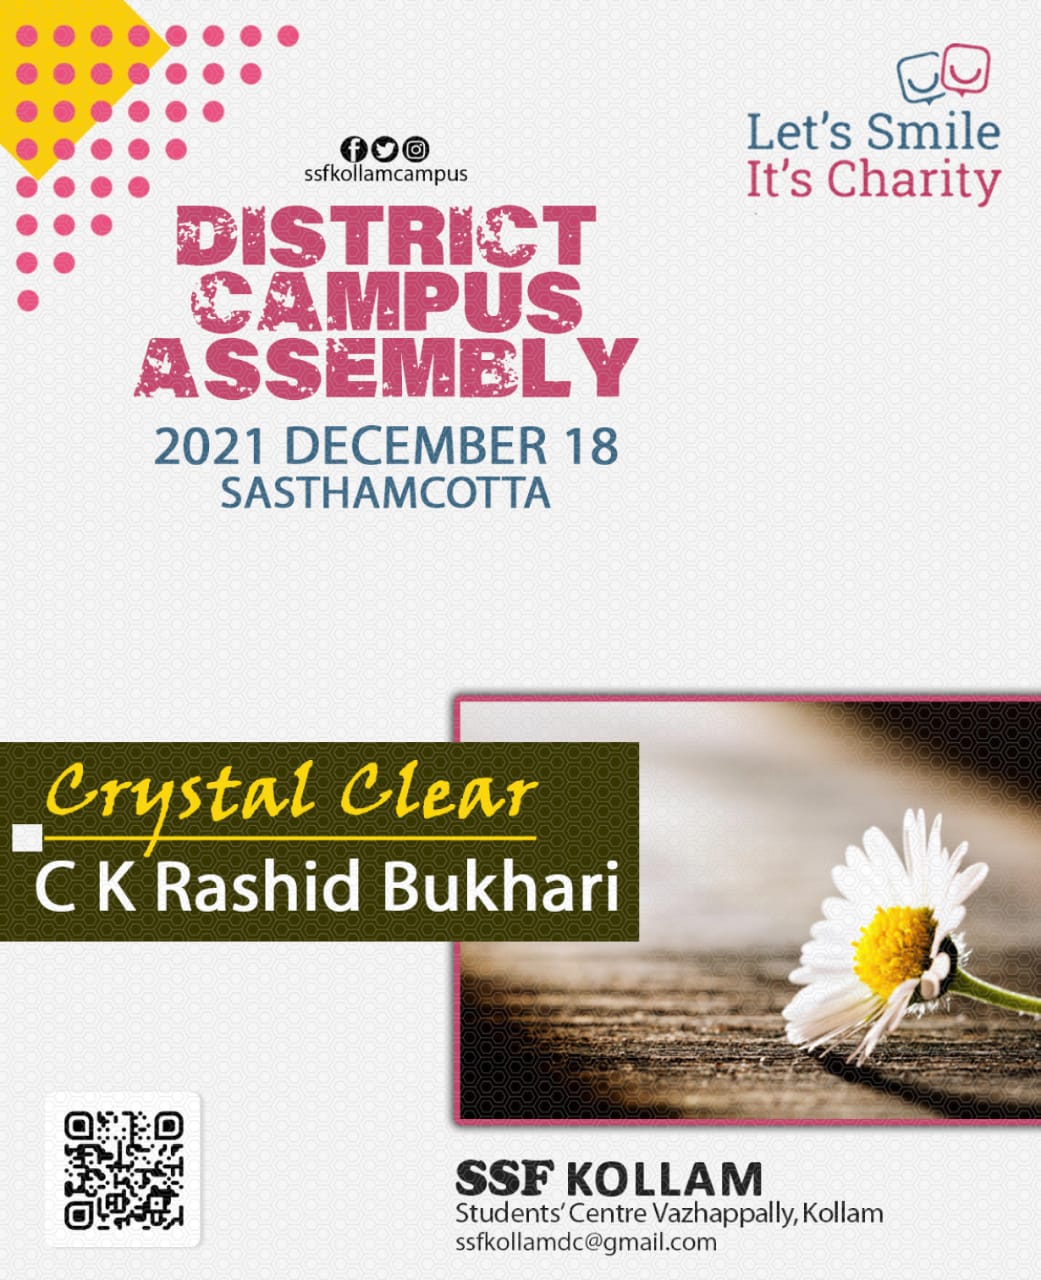 Let's Smile
It's Charity
ssfkollamcampus
DISTRICT
CAMPUS
ASSEMBLY
2021 DECEMBER 18
SASTHAMCOTTA
Crystal Clear
C K Rashid Bukhari
SSF KOLLAM
Students' Centre Vazhappally, Kollam
ssfkollamdc@gmail.com